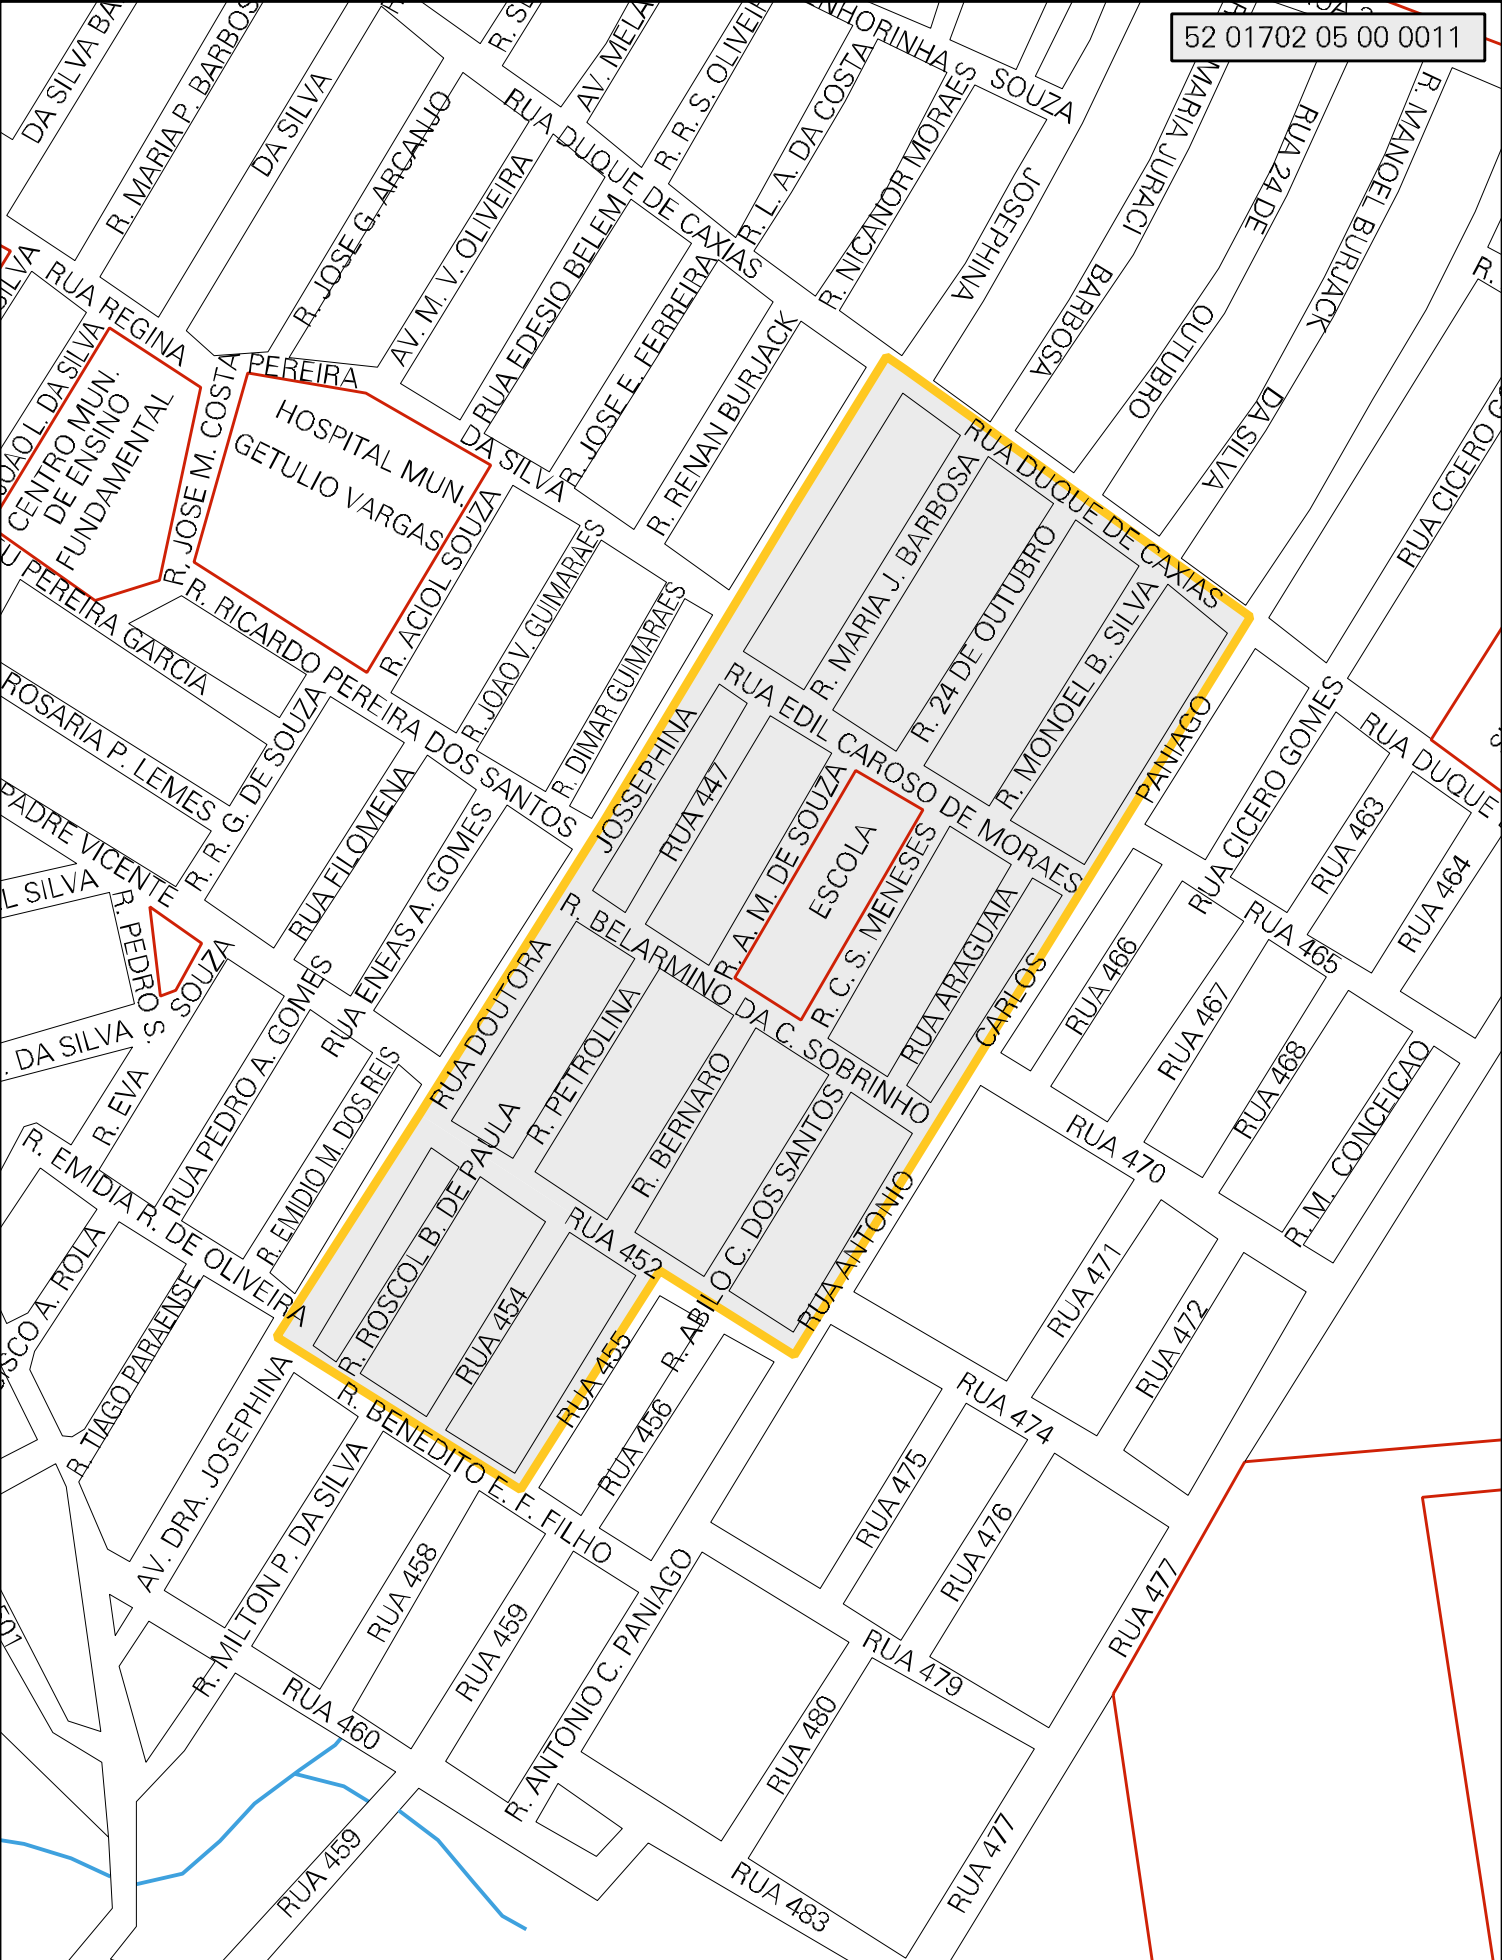 52 01702 05 00 0011
DA SILVA BA
R. MARIA P. BARBOS
DA SILVA
R. JOSE G. ARCANJO
AV. M. V. OLIVEIRA
AV. MELA
R. R. S. OLIVEIR
R. L. A. DA COSTA
R. NICANOR MORAES
NHORINHA
SOUZA
RUA DUQUE DE CAXIAS
JOSEPHINA
MARIA JURACI
BARBOSA
RUA 24 DE
OUTUBRO
R. MANOEL BURJACK
DA SILVA
RUA CICERO G
RUA REGINA
PEREIRA
DA SILVA
RUA EDESIO BELEM
R. JOSE E. FERREIRA
R. RENAN BURJACK
CENTRO MUN.
DE ENSINO
FUNDAMENTAL
R. JOSE M. COSTA
HOSPITAL MUN.
GETULIO VARGAS
R. ACIOL SOUZA
R. JOAO V. GUIMARAES
R. DIMAR GUIMARAES
R. RICARDO PEREIRA DOS SANTOS
U PEREIRA GARCIA
ROSARIA P. LEMES
PADRE VICENTE
R. R. G. DE SOUZA
RUA FILOMENA
RUA ENEAS A. GOMES
L SILVA
R. PEDRO S.
DA SILVA
SOUZA
R. EVA
RUA PEDRO A. GOMES
R. EMIDIO M. DOS REIS
R. EMIDIA R. DE OLIVEIRA
ISCO A. ROLA
R. TIAGO PARAENSE
AV. DRA. JOSEPHINA
RUA DUQUE DE CAXIAS
R. MARIA J. BARBOSA
R. 24 DE OUTUBRO
R. MONOEL B. SILVA
RUA EDIL CAROSO DE MORAES
JOSSEPHINA
RUA 447
R. A. M. DE SOUZA
ESCOLA
R. C. S. MENESES
RUA ARAGUAIA
CARLOS
PANIAGO
R. BELARMINO DA C. SOBRINHO
RUA DOUTORA
R. PETROLINA
R. BERNARO
R. ABILO C. DOS SANTOS
RUA ANTONIO
RUA 452
R. ROSCOL B. DE PAULA
RUA 454
RUA 455
RUA 456
R. BENEDITO E. F. FILHO
R. MILTON P. DA SILVA
RUA 458
RUA 459
RUA 460
RUA 459
R. ANTONIO C. PANIAGO
RUA CICERO GOMES
RUA DUQUE
RUA 463
RUA 464
RUA 465
RUA 466
RUA 467
RUA 468
R. M. CONCEICAO
RUA 470
RUA 471
RUA 472
RUA 474
RUA 475
RUA 476
RUA 477
RUA 479
RUA 480
RUA 477
RUA 483